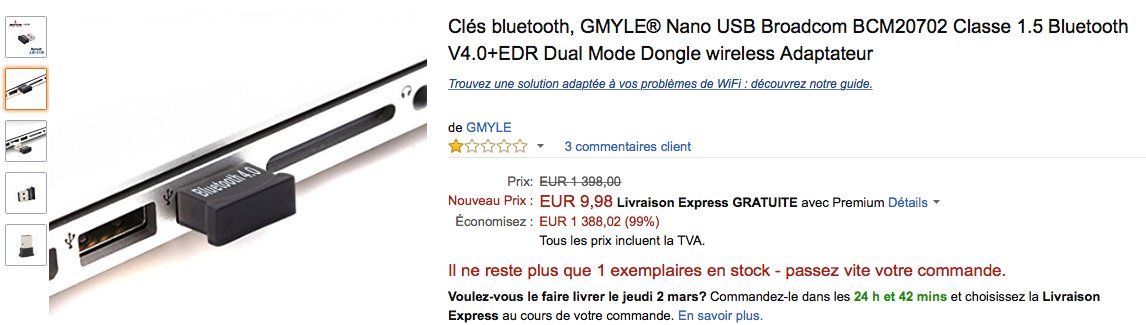 Clés bluetooth, GMYLE® Nano USB Broadcom BCM20702 Classe 1.5 Bluetooth
V4.0+EDR Dual Mode Dongle wireless Adaptateur
Trouvez une solution adaptée à vos problèmes de WiFi : découvrez notre guide.
de GMYLE
3 commentaires client
Prix: EUR 1 398,00
Nouveau Prix : EUR 9,98 Livraison Express GRATUITE avec Premium Détails
Économisez : EUR 1 388,02 (99%)
Tous les prix incluent la TVA.
Il ne reste plus que 1 exemplaires en stock - passez vite votre commande.
Voulez-vous le faire livrer le jeudi 2 mars? Commandez-le dans les 24 h et 42 mins et choisissez la Livraison
Express au cours de votre commande. En savoir plus.
Bluetooth 4.0